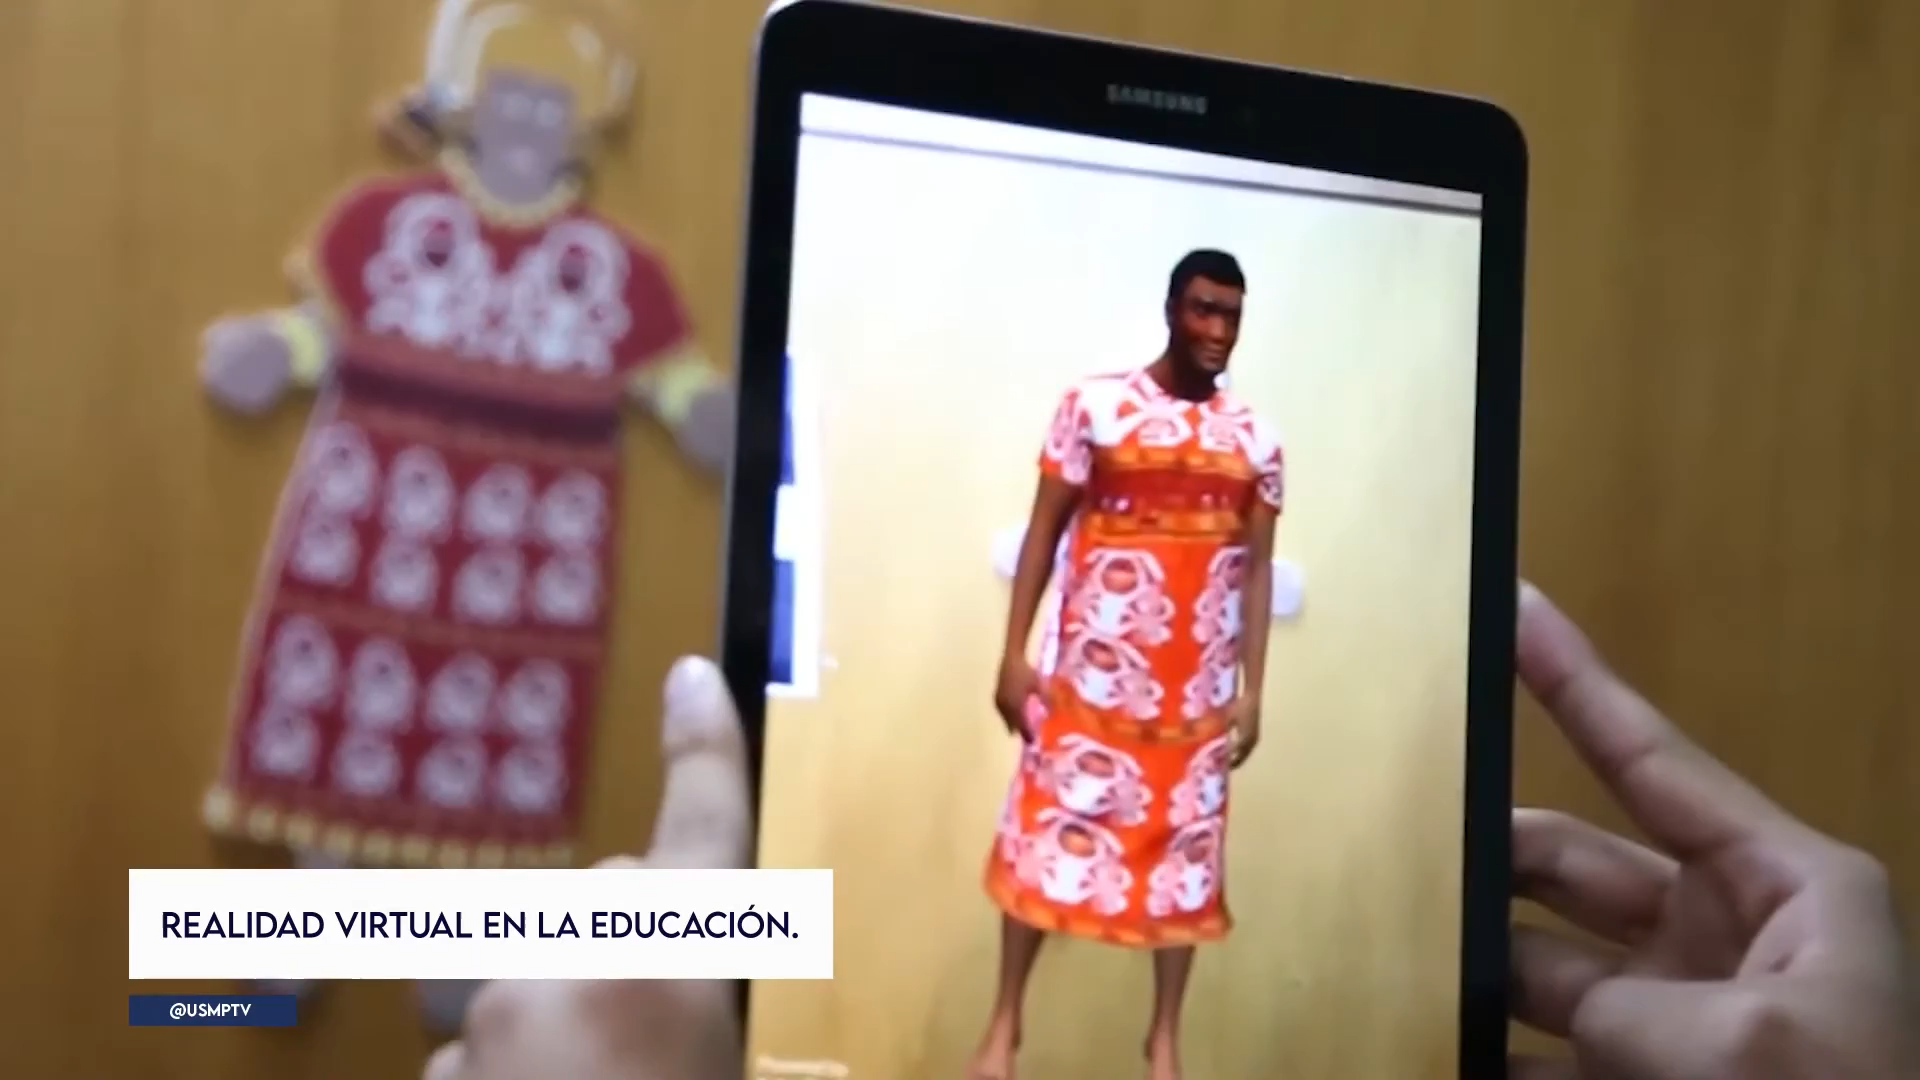 SAMSUNG
REALIDAD VIRTUAL EN LA EDUCACIÓN.
@USMPTV